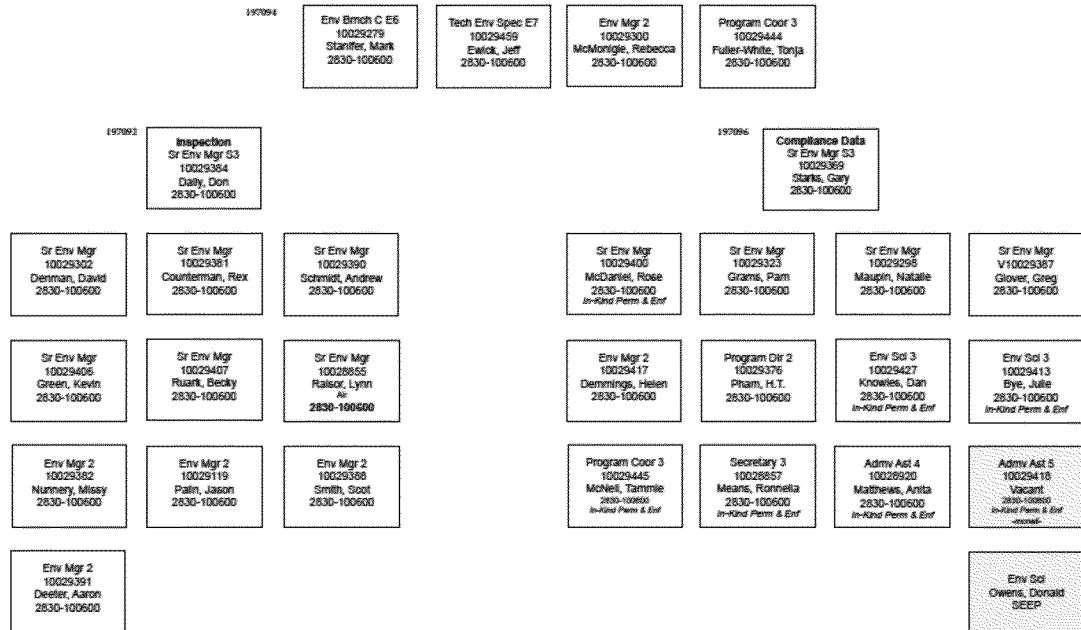 197094
Env Brnch C E6
10029279
Stanifer, Mark
2830-100600
Tech Env Spec E7
10029459
Ewick, Jeff
2830-100600
Env Mgr 2
10029300
McMonigle, Rebecca
2830-100600
Program Coor 3
10029444
Fuller-White, Tonja
2830-100600
197092
Inspection
Sr Env Mgr S3
10029384
Daily, Don
2830-100600
197096
Compliance Data
Sr Env Mgr S3
10029369
Starks, Gary
2830-100600
Sr Env Mgr
10029302
Denman, David
2830-100600
Sr Env Mgr
10029381
Counterman, Rex
2830-100600
Sr Env Mgr
10029390
Schmidt, Andrew
2830-100600
Sr Env Mgr
10029400
McDaniel, Rose
2830-100600
In-Kind Perm & Enf
Sr Env Mgr
10029323
Grams, Pam
2830-100600
Sr Env Mgr
10029298
Maupin, Natalie
2830-100600
Sr Env Mgr
V10029387
Glover, Greg
2830-100600
Sr Env Mgr
10029406
Green, Kevin
2830-100600
Sr Env Mgr
10029407
Ruark, Becky
2830-100600
Sr Env Mgr
10028855
Raisor, Lynn
Air
2830-100600
Env Mgr 2
10029417
Demmings, Helen
2830-100600
Program Dir 2
10029376
Pham, H.T.
2830-100600
Env Sci 3
10029427
Knowles, Dan
2830-100600
In-Kind Perm & Enf
Env Sci 3
10029413
Bye, Julie
2830-100600
In-Kind Perm & Enf
Env Mgr 2
10029382
Nunnery, Missy
2830-100600
Env Mgr 2
10029119
Palin, Jason
2830-100600
Env Mgr 2
10029388
Smith, Scot
2830-100600
Program Coor 3
10029445
McNeil, Tammie
2830-100600
In-Kind Perm & Enf
Secretary 3
10028857
Means, Ronnella
2830-100600
In-Kind Perm & Enf
Admv Ast 4
10028920
Matthews, Anita
2830-100600
In-Kind Perm & Enf
Admv Ast 5
10029418
Vacant
2830-100600
In-Kind Perm & Enf
-mcneil-
Env Mgr 2
10029391
Deeter, Aaron
2830-100600
Env Sci
Owens, Donald
SEEP